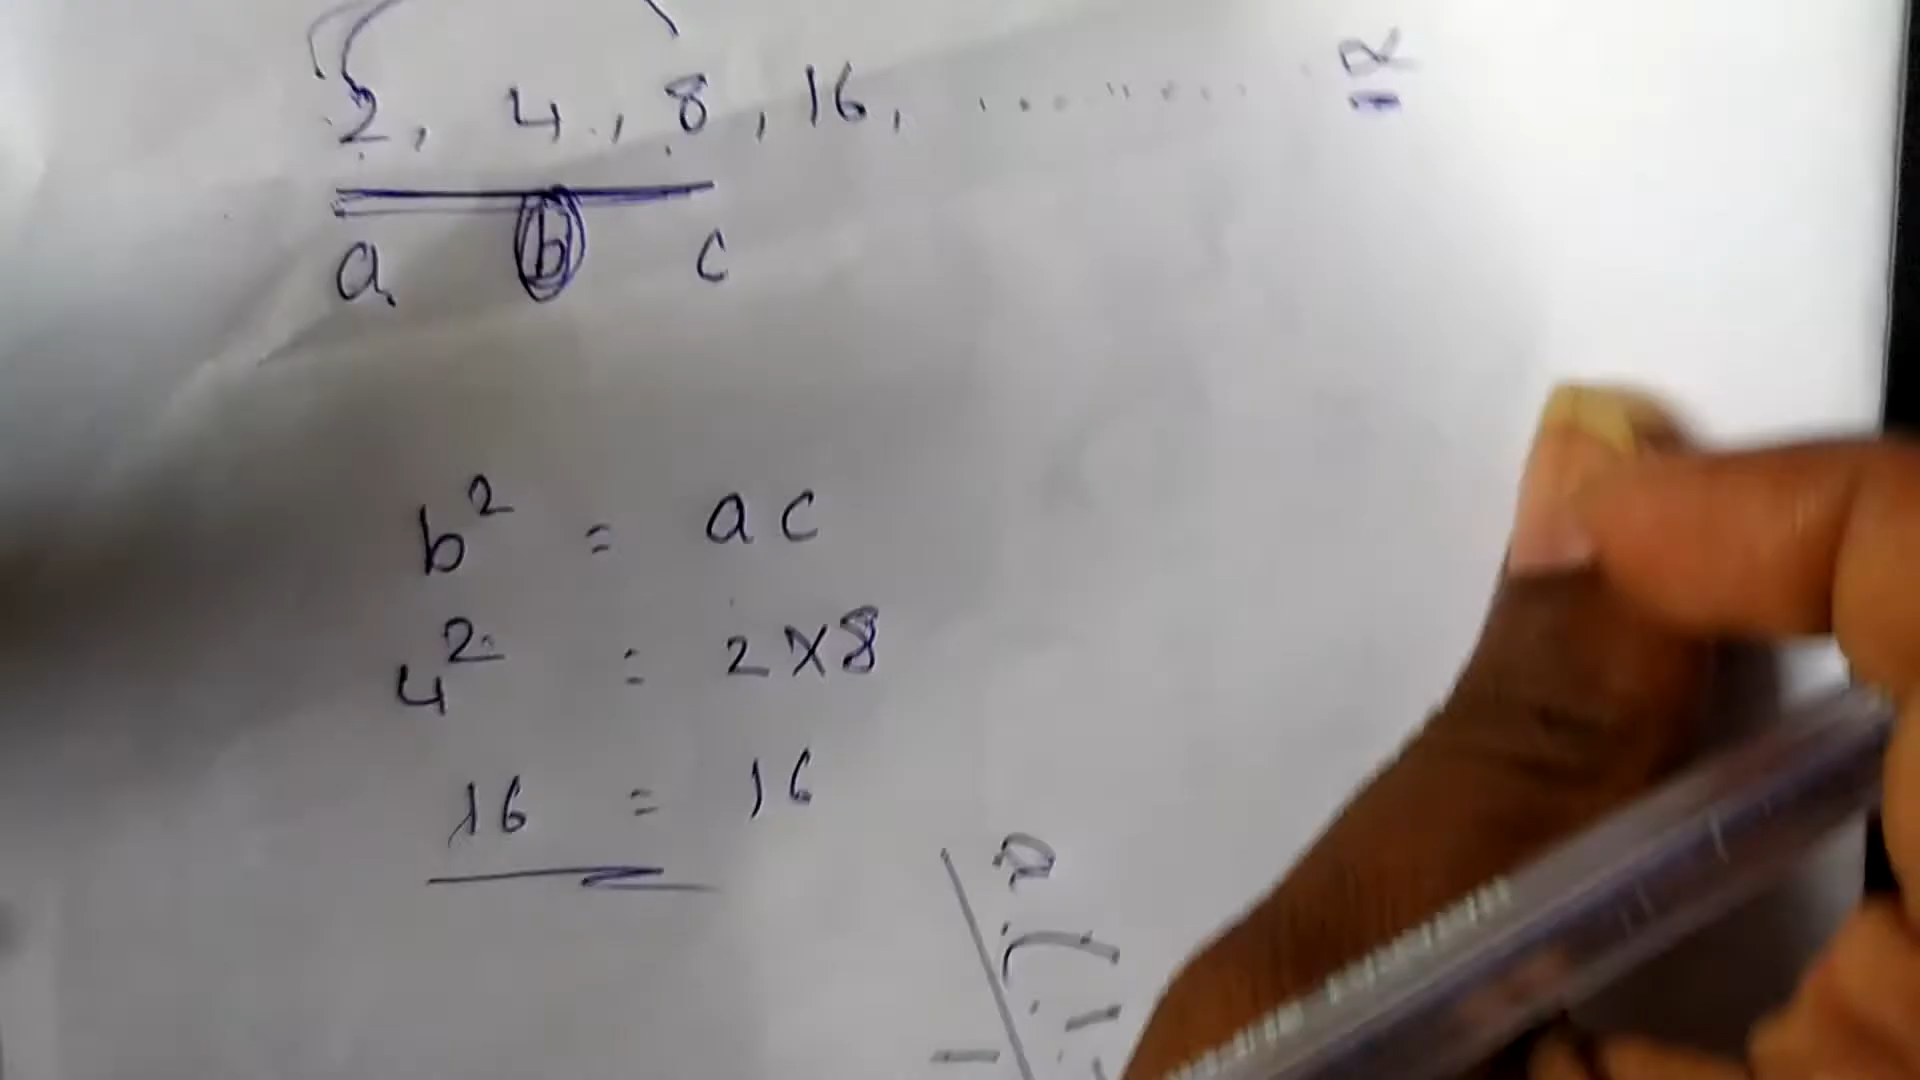 2, 4, 8, 16, ............ ∝
a b c
b² = ac
4² = 2×8
16 = 16